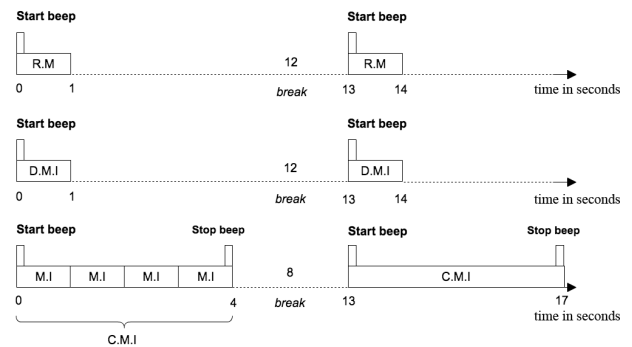 Start beep Start beep
R.M 12 R.M
0 1 break 13 14 time in seconds
Start beep Start beep
D.M.I 12 D.M.I
0 1 break 13 14 time in seconds
Start beep Stop beep Start beep Stop beep
M.I M.I M.I M.I 8 C.M.I
0 4 break 13 17
time in seconds
C.M.I